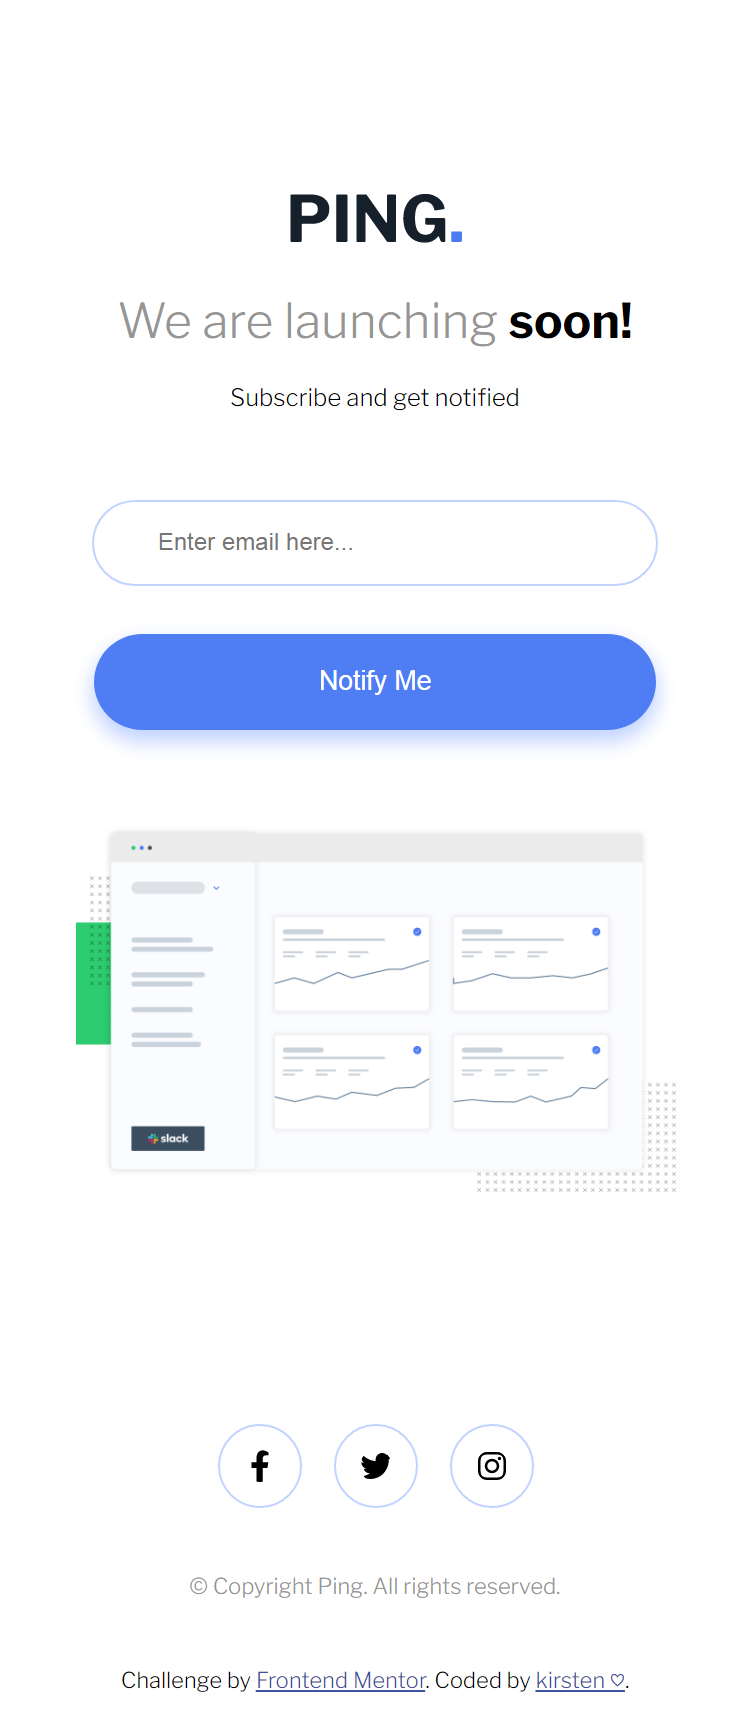 PING.
We are launching soon!
Subscribe and get notified
Enter email here...
Notify Me
slack
© Copyright Ping. All rights reserved.
Challenge by Frontend Mentor. Coded by kirsten ♡.